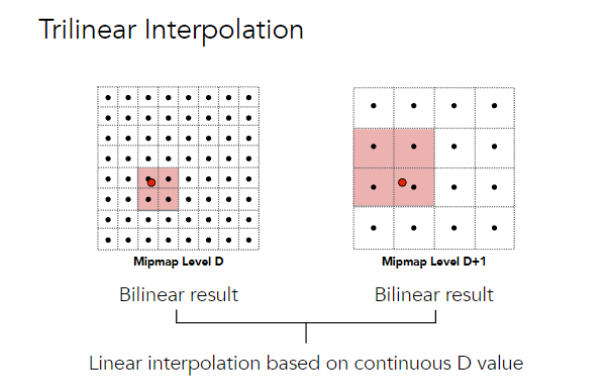 Trilinear Interpolation
Mipmap Level D
Mipmap Level D+1
Bilinear result
Bilinear result
Linear interpolation based on continuous D value